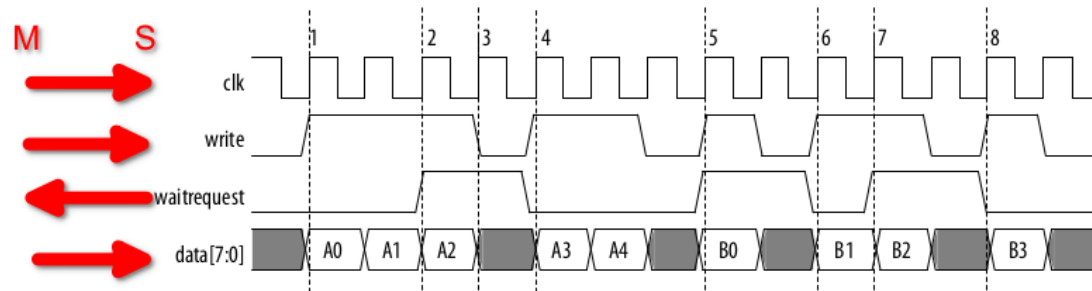 M S
1 2 3 4 5 6 7 8
clk
write
waitrequest
data[7:0] A0 A1 A2 A3 A4 B0 B1 B2 B3